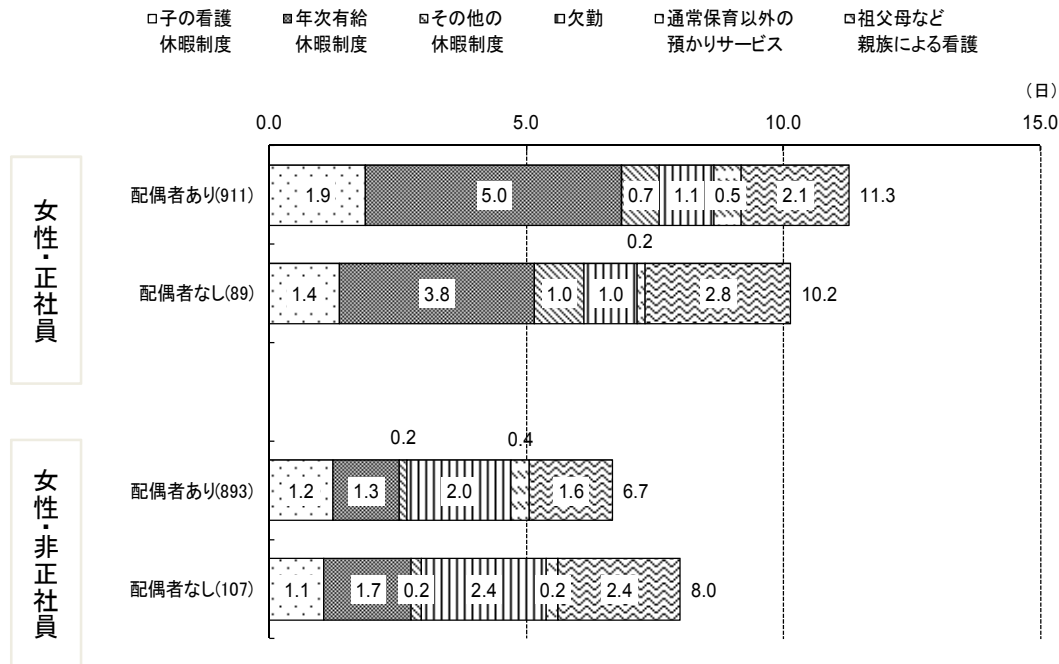 □子の看護 ■年次有給 その他の 欠勤 □通常保育以外の 祖父母など
休暇制度 休暇制度 休暇制度 預かりサービス 親族による看護
(日)
0.0 5.0 10.0 15.0
女性・正社員
配偶者あり(911) 1.9 5.0 0.7 1.1 0.5 2.1 11.3
0.2
配偶者なし(89) 1.4 3.8 1.0 1.0 2.8 10.2
女性・非正社員
0.2 0.4
配偶者あり(893) 1.2 1.3 2.0 1.6 6.7
配偶者なし(107) 1.1 1.7 0.2 2.4 0.2 2.4 8.0